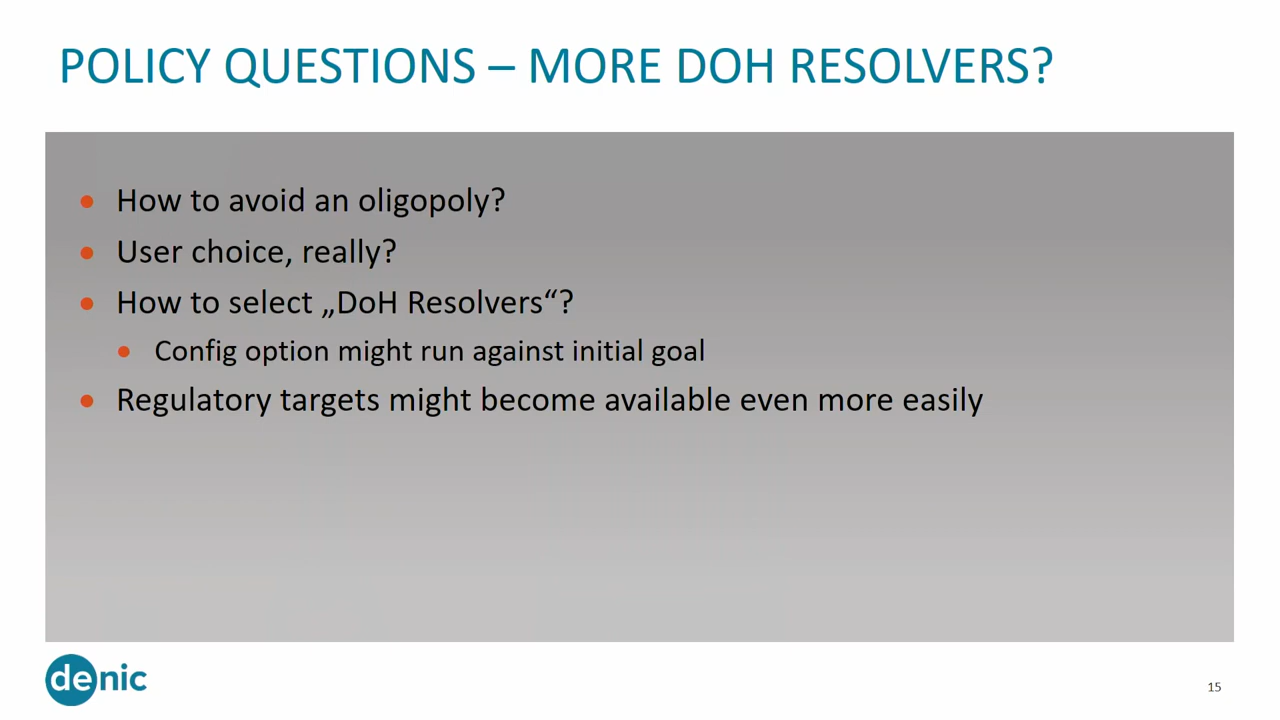 POLICY QUESTIONS – MORE DOH RESOLVERS?
• How to avoid an oligopoly?
• User choice, really?
• How to select „DoH Resolvers“?
• Config option might run against initial goal
• Regulatory targets might become available even more easily
denic
15